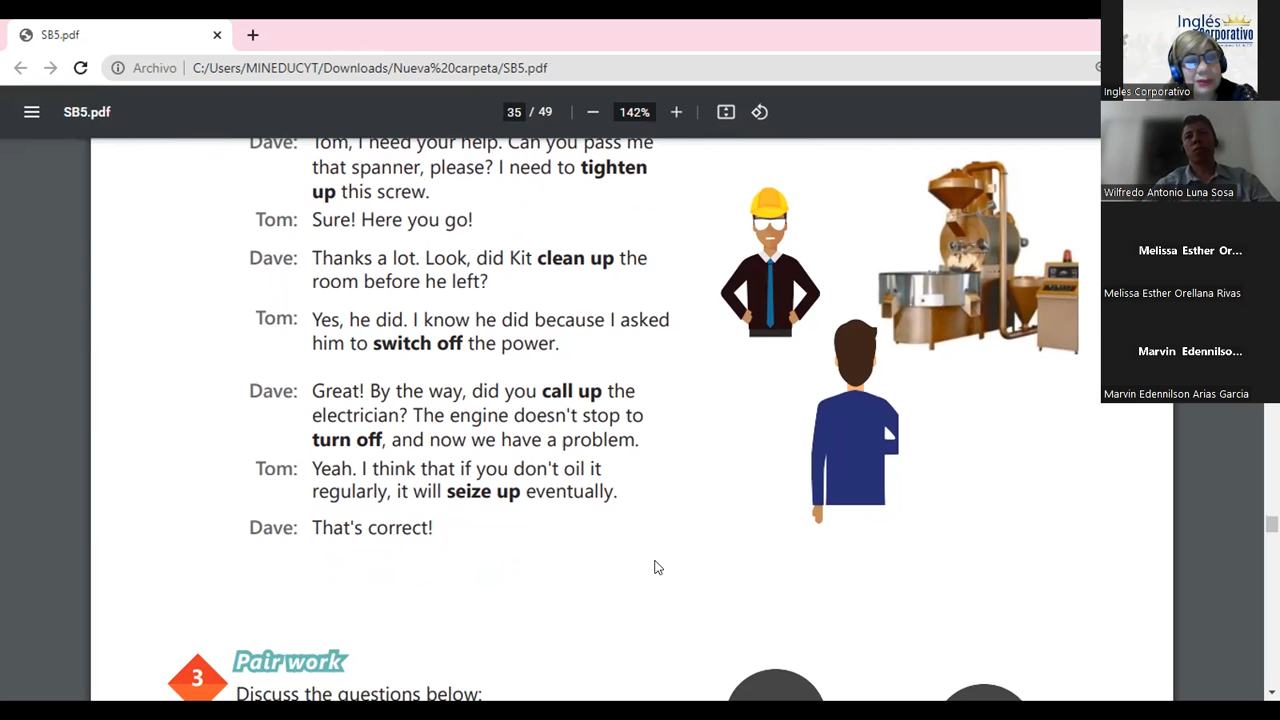 SB5.pdf
Archivo
C:/Users/MINEDUCYT/Downloads/Nueva%20carpeta/SB5.pdf
SB5.pdf
35 / 49
142%
Dave: Tom, I need your help. Can you pass me
that spanner, please? I need to tighten
up this screw.
Tom: Sure! Here you go!
Dave: Thanks a lot. Look, did Kit clean up the
room before he left?
Tom: Yes, he did. I know he did because I asked
him to switch off the power.
Dave: Great! By the way, did you call up the
electrician? The engine doesn't stop to
turn off, and now we have a problem.
Tom: Yeah. I think that if you don't oil it
regularly, it will seize up eventually.
Dave: That's correct!
3
Pair work
Discuss the questions below:
Inglés
Corporativo
Ingles Corporativo
Wilfredo Antonio Luna Sosa
Melissa Esther Or...
Melissa Esther Orellana Rivas
Marvin Edennilso...
Marvin Edennilson Arias Garcia